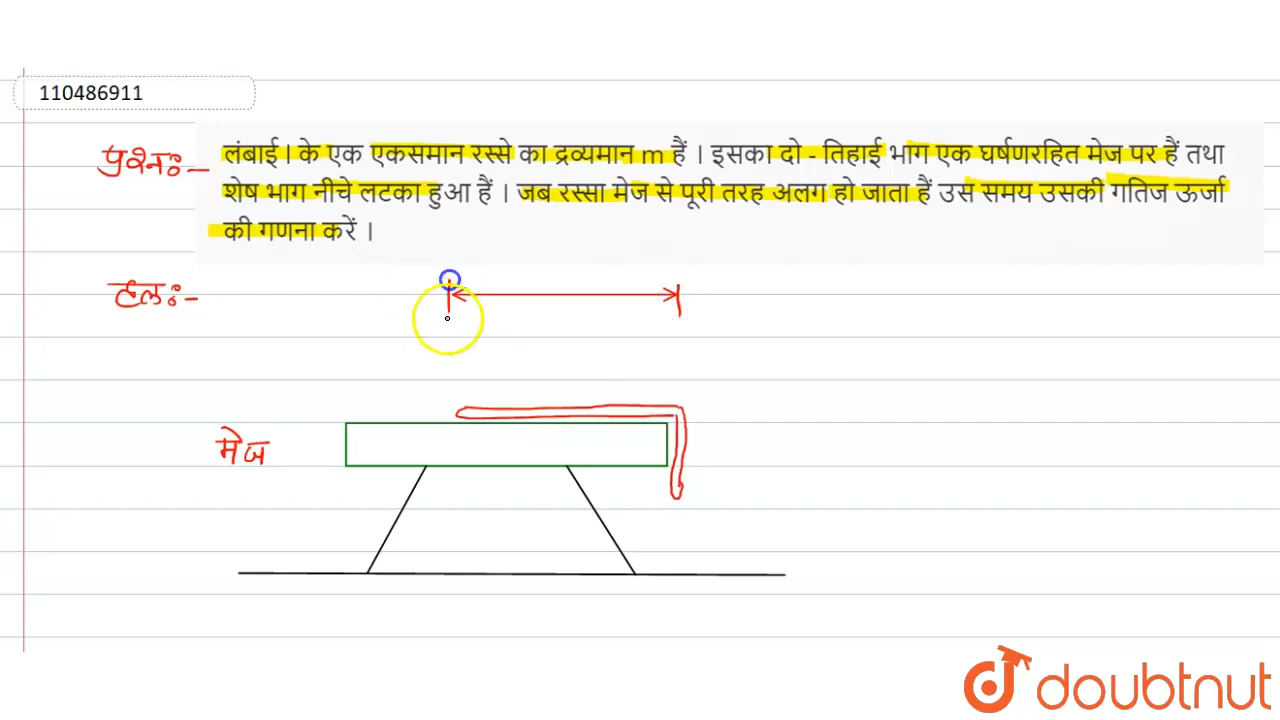 110486911
प्रश्नः-
लंबाई l के एक एकसमान रस्से का द्रव्यमान m हैं । इसका दो - तिहाई भाग एक घर्षणरहित मेज पर हैं तथा
शेष भाग नीचे लटका हुआ हैं । जब रस्सा मेज से पूरी तरह अलग हो जाता हैं उस समय उसकी गतिज ऊर्जा
की गणना करें ।
हलः-
मेज
doubtnut